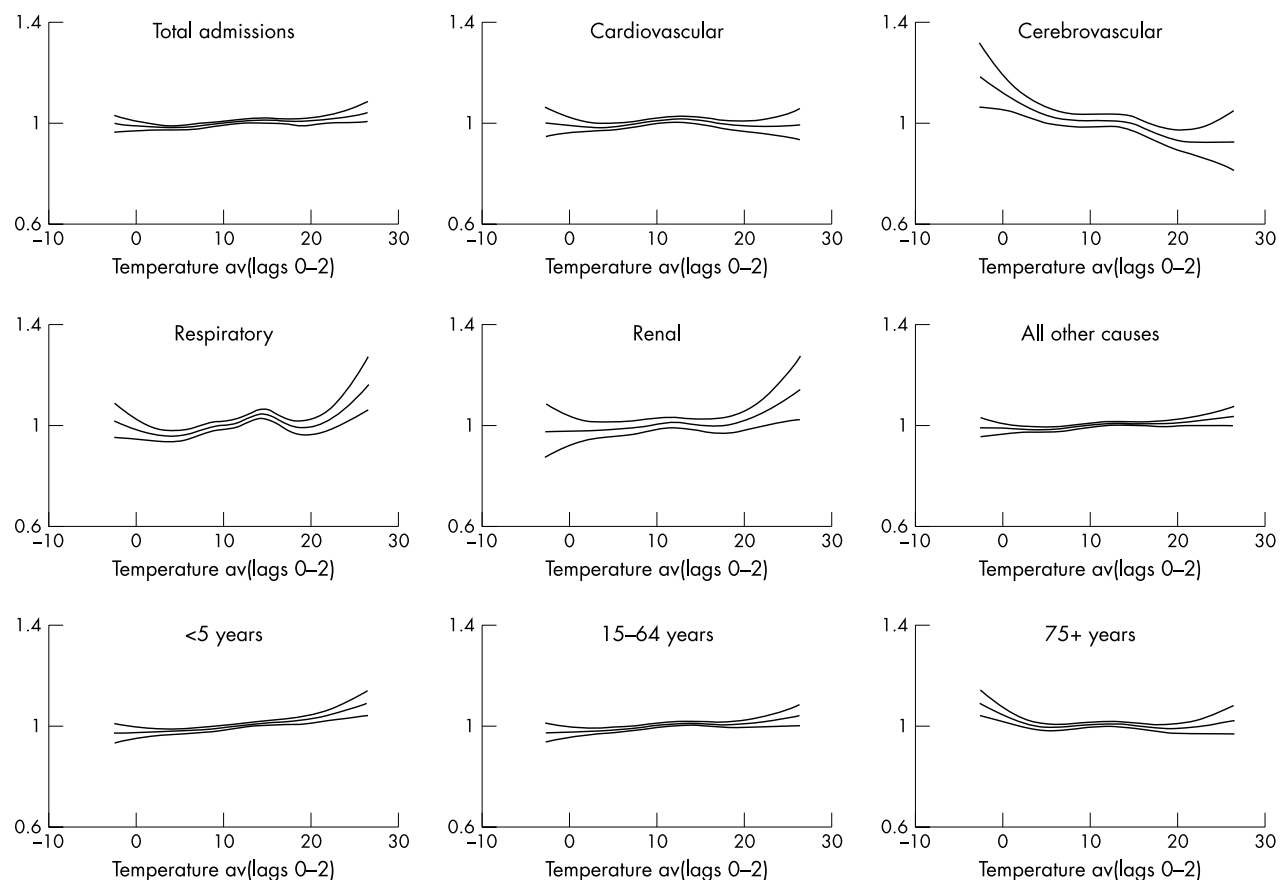 Total admissions
1.4
1
0.6
–10 0 10 20 30
Temperature av(lags 0–2)
Cardiovascular
1.4
1
0.6
–10 0 10 20 30
Temperature av(lags 0–2)
Cerebrovascular
1.4
1
0.6
–10 0 10 20 30
Temperature av(lags 0–2)
Respiratory
1.4
1
0.6
–10 0 10 20 30
Temperature av(lags 0–2)
Renal
1.4
1
0.6
–10 0 10 20 30
Temperature av(lags 0–2)
All other causes
1.4
1
0.6
–10 0 10 20 30
Temperature av(lags 0–2)
<5 years
1.4
1
0.6
–10 0 10 20 30
Temperature av(lags 0–2)
15–64 years
1.4
1
0.6
–10 0 10 20 30
Temperature av(lags 0–2)
75+ years
1.4
1
0.6
–10 0 10 20 30
Temperature av(lags 0–2)